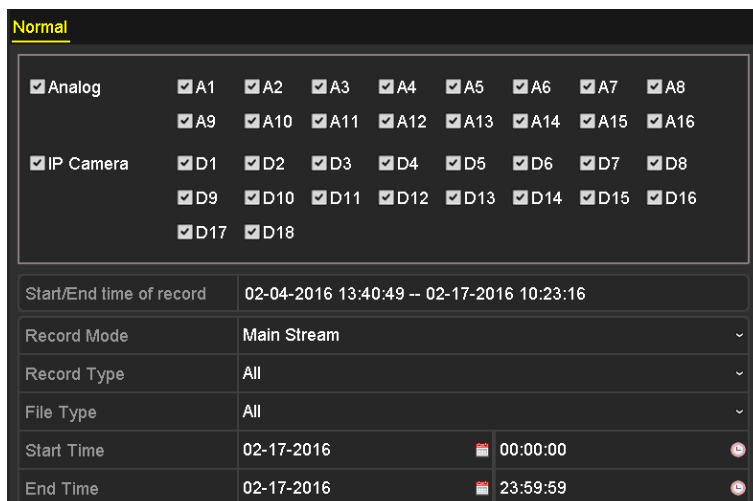 Normal
Analog A1 A2 A3 A4 A5 A6 A7 A8
A9 A10 A11 A12 A13 A14 A15 A16
IP Camera D1 D2 D3 D4 D5 D6 D7 D8
D9 D10 D11 D12 D13 D14 D15 D16
D17 D18
Start/End time of record 02-04-2016 13:40:49 -- 02-17-2016 10:23:16
Record Mode Main Stream
Record Type All
File Type All
Start Time 02-17-2016 00:00:00
End Time 02-17-2016 23:59:59